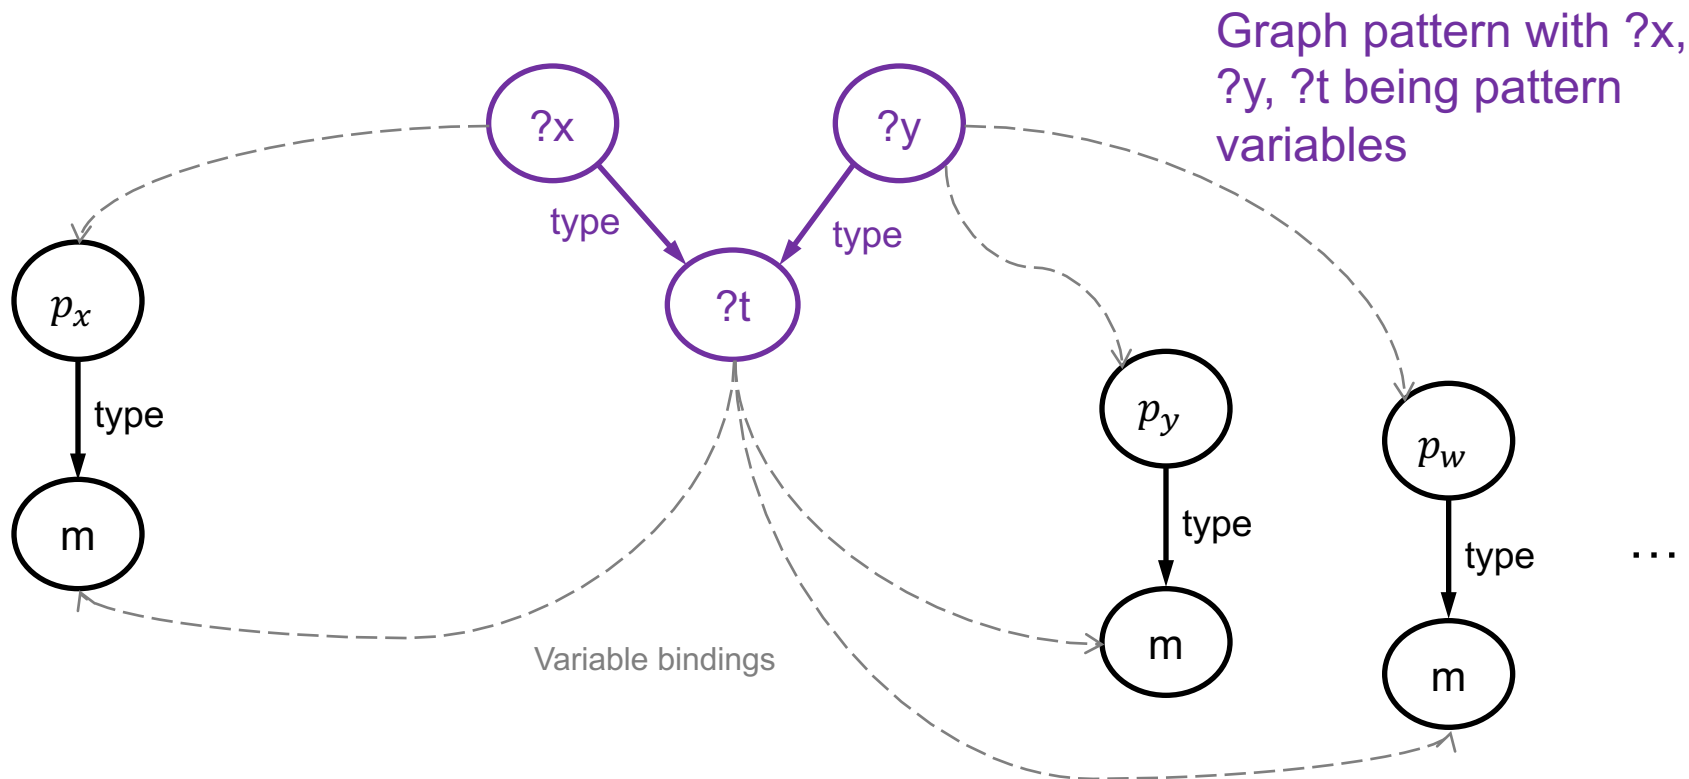 Graph pattern with ?x,
?y, ?t being pattern
variables
?x
?y
type
type
?t
p_x
type
m
p_y
type
m
p_w
type
m
…
Variable bindings